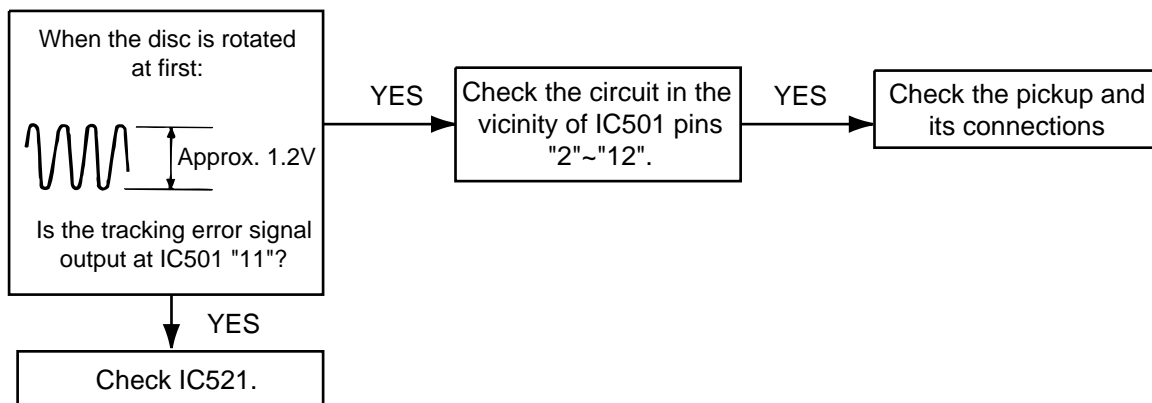 When the disc is rotated
at first:
Approx. 1.2V
Is the tracking error signal
output at IC501 "11"?
YES
Check the circuit in the
vicinity of IC501 pins
"2"~"12".
YES
Check the pickup and
its connections
YES
Check IC521.